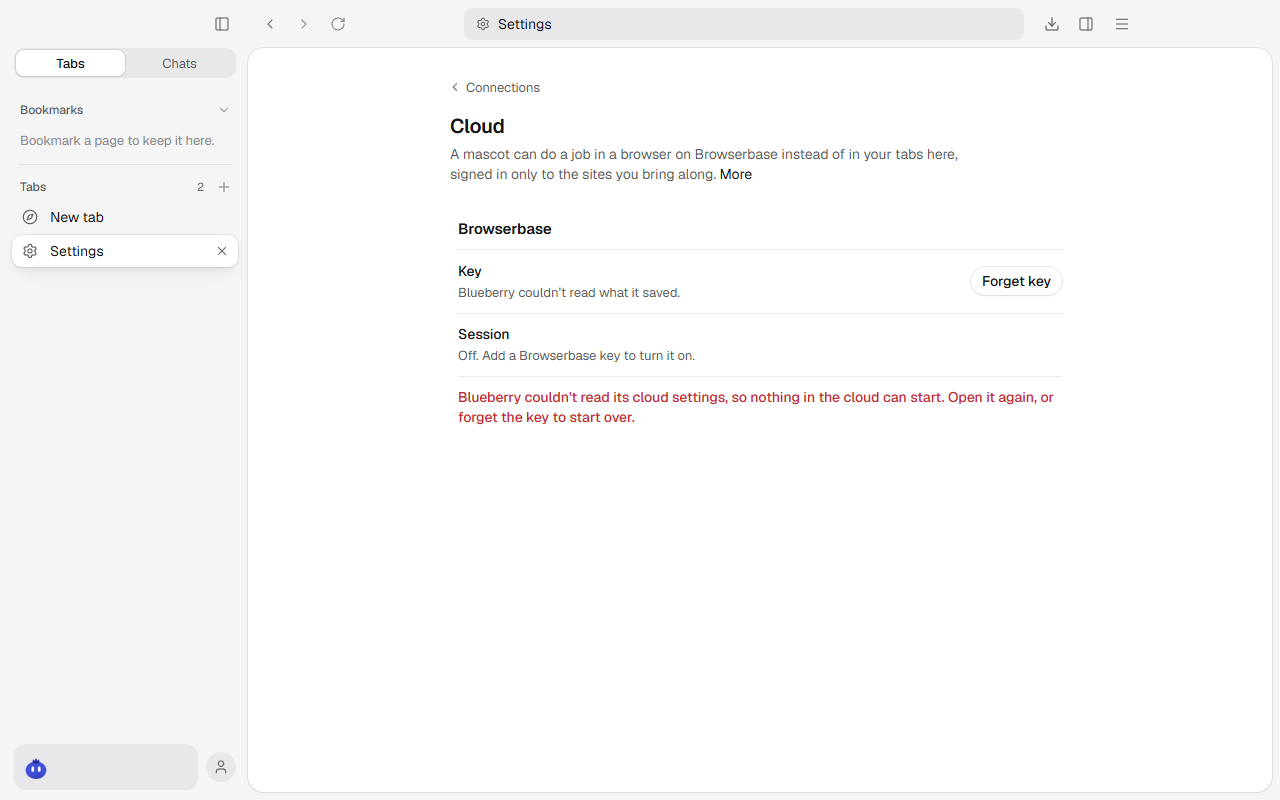 Settings
Tabs
Chats
Bookmarks
Bookmark a page to keep it here.
Tabs 2
New tab
Settings
Connections
Cloud
A mascot can do a job in a browser on Browserbase instead of in your tabs here,
signed in only to the sites you bring along. More
Browserbase
Key
Blueberry couldn’t read what it saved.
Forget key
Session
Off. Add a Browserbase key to turn it on.
Blueberry couldn't read its cloud settings, so nothing in the cloud can start. Open it again, or
forget the key to start over.